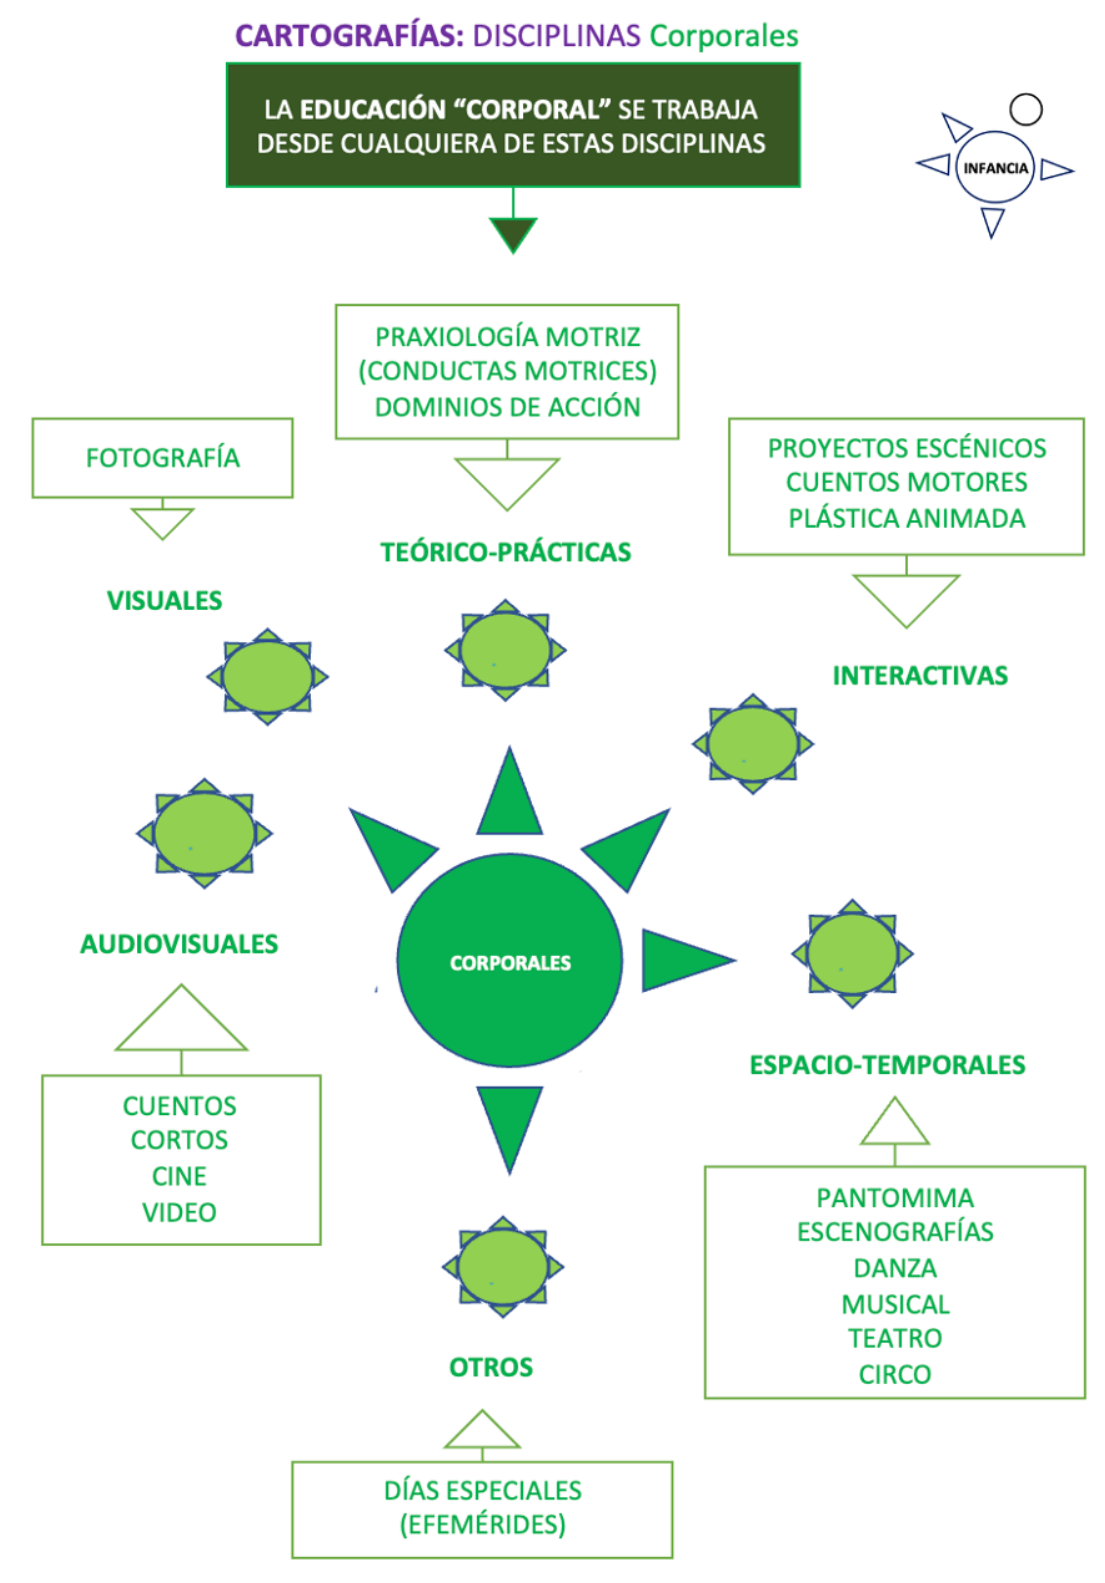 CARTOGRAFÍAS: DISCIPLINAS Corporales
LA EDUCACIÓN “CORPORAL” SE TRABAJA
DESDE CUALQUIERA DE ESTAS DISCIPLINAS
INFANCIA
PRAXIOLOGÍA MOTRIZ
(CONDUCTAS MOTRICES)
DOMINIOS DE ACCIÓN
FOTOGRAFÍA
PROYECTOS ESCÉNICOS
CUENTOS MOTORES
PLÁSTICA ANIMADA
TEÓRICO-PRÁCTICAS
VISUALES
INTERACTIVAS
AUDIOVISUALES
CORPORALES
ESPACIO-TEMPORALES
CUENTOS
CORTOS
CINE
VIDEO
PANTOMIMA
ESCENOGRAFÍAS
DANZA
MUSICAL
TEATRO
CIRCO
OTROS
DÍAS ESPECIALES
(EFEMÉRIDES)